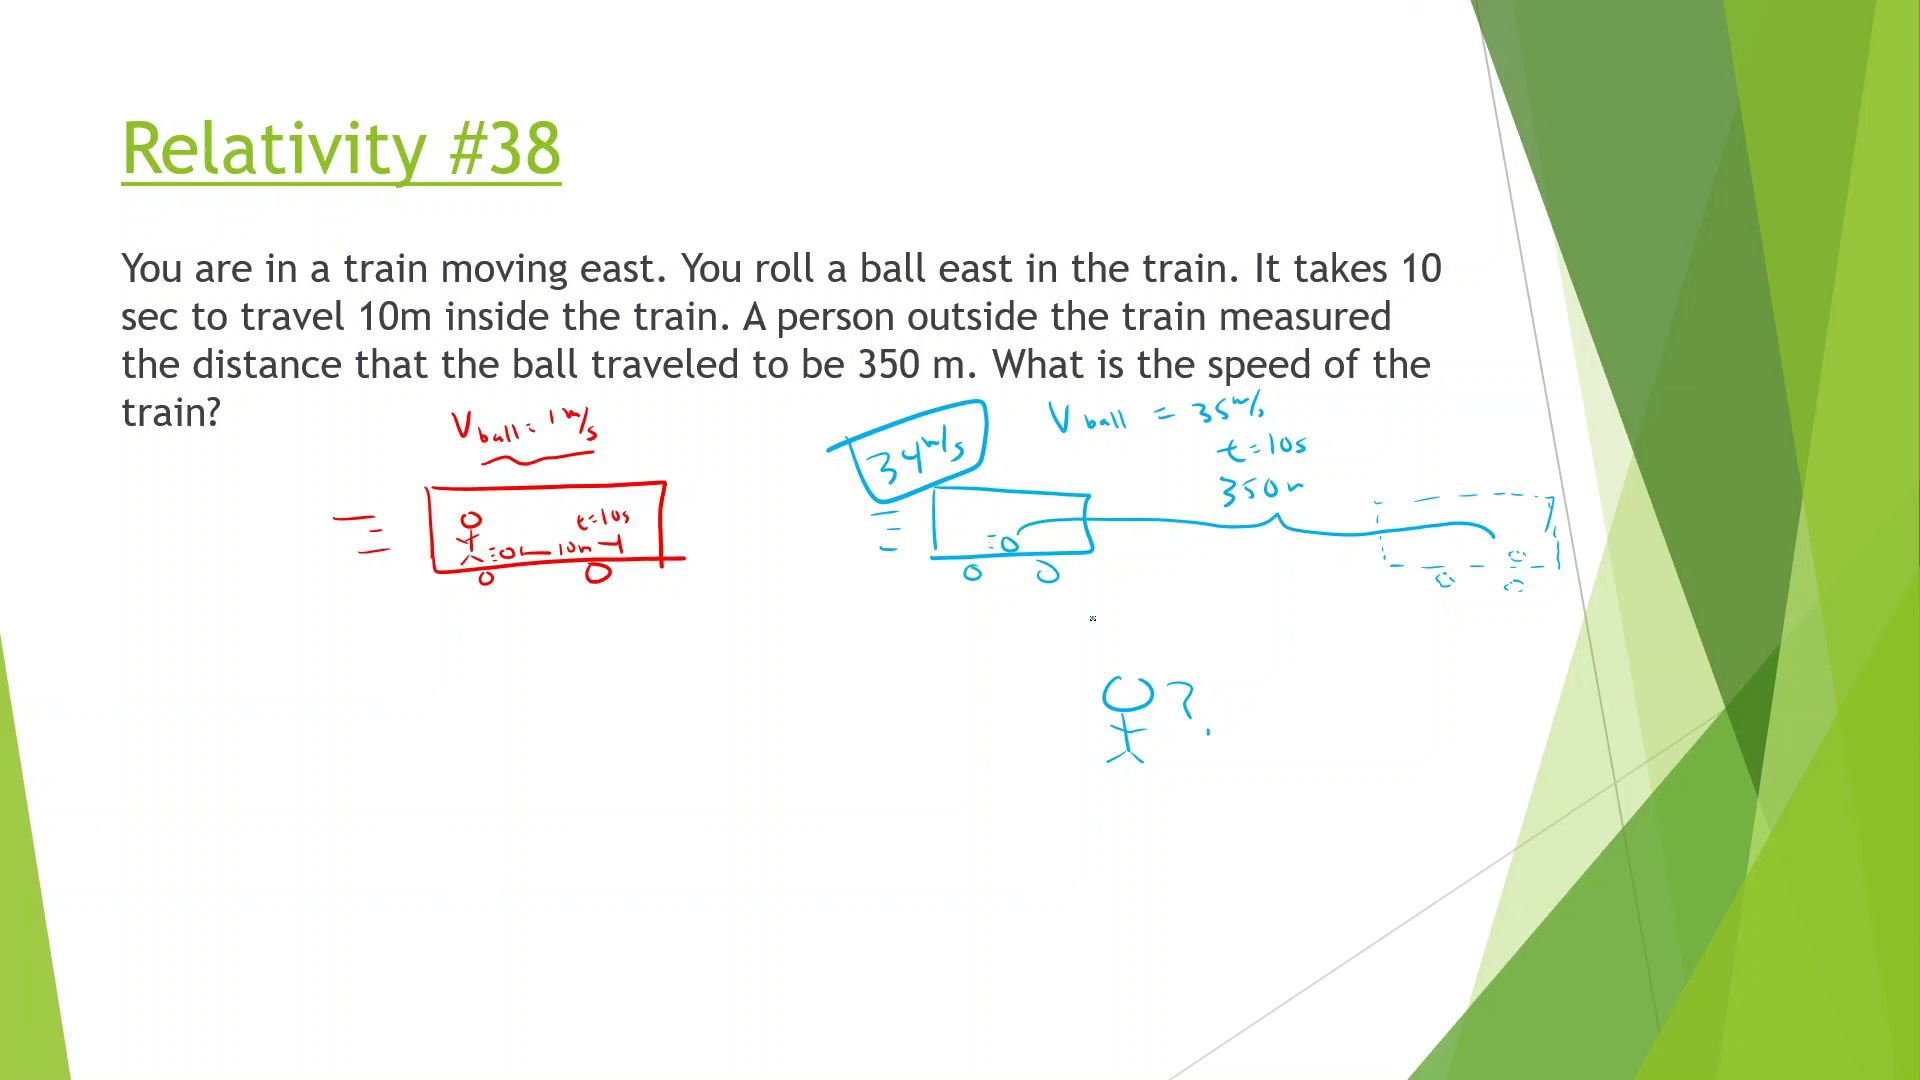 Relativity #38
You are in a train moving east. You roll a ball east in the train. It takes 10
sec to travel 10m inside the train. A person outside the train measured
the distance that the ball traveled to be 350 m. What is the speed of the
train?
V ball = 1 m/s
t=10s
10m
34 m/s
V ball = 35 m/s
t=10s
350m
?